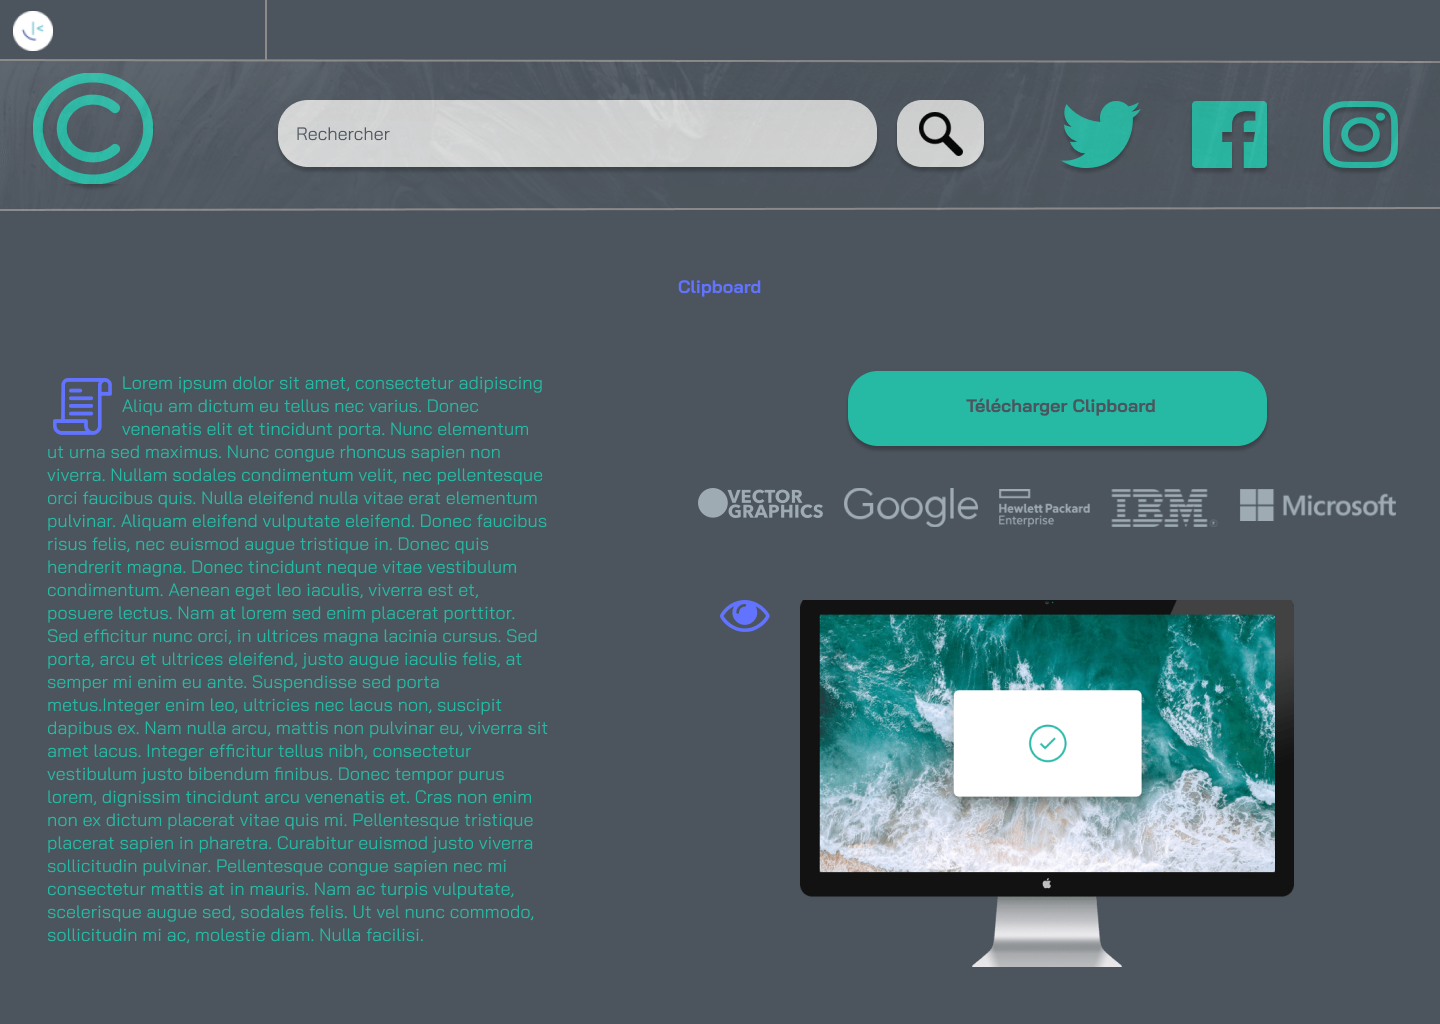 Rechercher
Clipboard
Lorem ipsum dolor sit amet, consectetur adipiscing
Aliqu am dictum eu tellus nec varius. Donec
venenatis elit et tincidunt porta. Nunc elementum
ut urna sed maximus. Nunc congue rhoncus sapien non
viverra. Nullam sodales condimentum velit, nec pellentesque
orci faucibus quis. Nulla eleifend nulla vitae erat elementum
pulvinar. Aliquam eleifend vulputate eleifend. Donec faucibus
risus felis, nec euismod augue tristique in. Donec quis
hendrerit magna. Donec tincidunt neque vitae vestibulum
condimentum. Aenean eget leo iaculis, viverra est et,
posuere lectus. Nam at lorem sed enim placerat porttitor.
Sed efficitur nunc orci, in ultrices magna lacinia cursus. Sed
porta, arcu et ultrices eleifend, justo augue iaculis felis, at
semper mi enim eu ante. Suspendisse sed porta
metus.Integer enim leo, ultricies nec lacus non, suscipit
dapibus ex. Nam nulla arcu, mattis non pulvinar eu, viverra sit
amet lacus. Integer efficitur tellus nibh, consectetur
vestibulum justo bibendum finibus. Donec tempor purus
lorem, dignissim tincidunt arcu venenatis et. Cras non enim
non ex dictum placerat vitae quis mi. Pellentesque tristique
placerat sapien in pharetra. Curabitur euismod justo viverra
sollicitudin pulvinar. Pellentesque congue sapien nec mi
consectetur mattis at in mauris. Nam ac turpis vulputate,
scelerisque augue sed, sodales felis. Ut vel nunc commodo,
sollicitudin mi ac, molestie diam. Nulla facilisi.
Télécharger Clipboard
VECTOR
GRAPHICS
Google
Hewlett Packard
Enterprise
IBM®
Microsoft